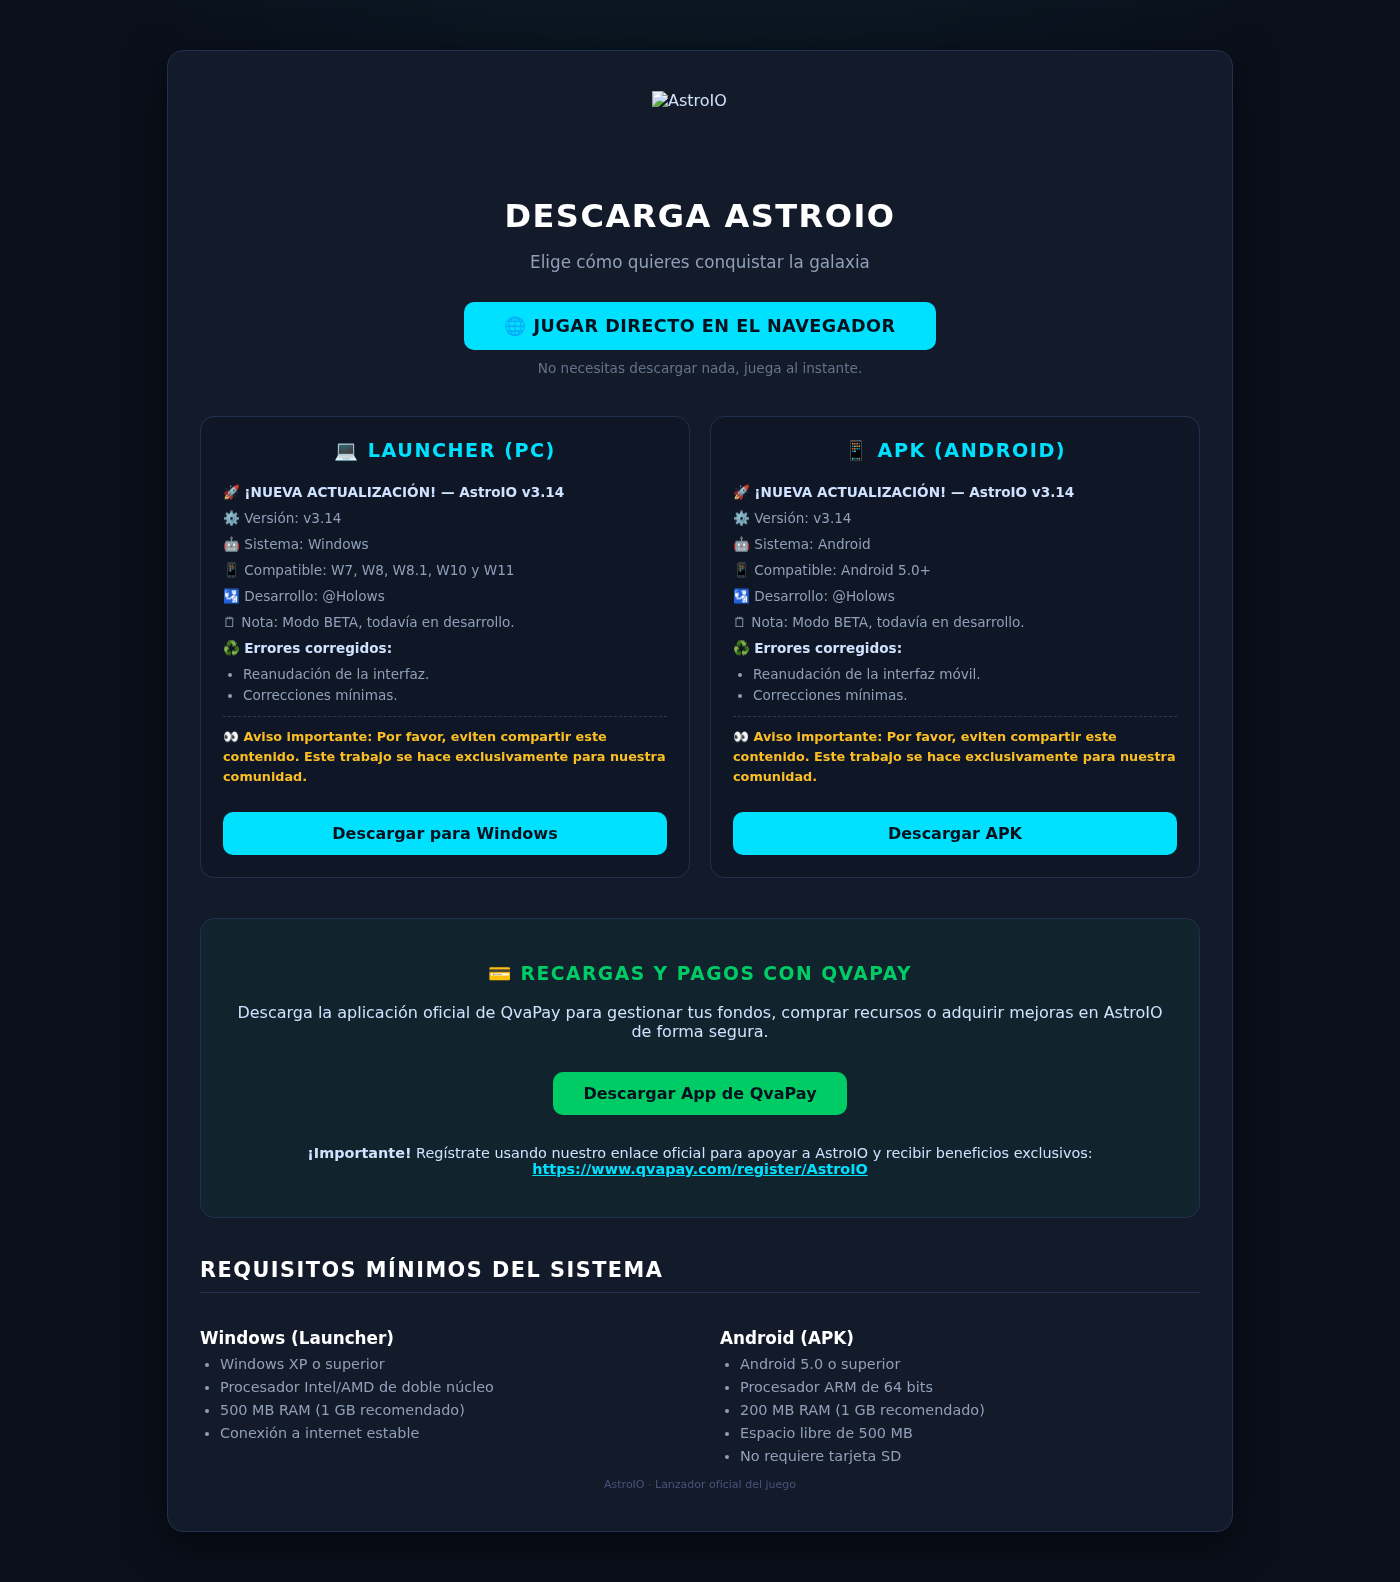 AstroIO
DESCARGA ASTROIO
Elige cómo quieres conquistar la galaxia
🌐 JUGAR DIRECTO EN EL NAVEGADOR
No necesitas descargar nada, juega al instante.
💻 LAUNCHER (PC)
🚀 ¡NUEVA ACTUALIZACIÓN! — AstroIO v3.14
⚙️ Versión: v3.14
🤖 Sistema: Windows
📱 Compatible: W7, W8, W8.1, W10 y W11
🛂 Desarrollo: @Holows
🗒 Nota: Modo BETA, todavía en desarrollo.
♻️ Errores corregidos:
• Reanudación de la interfaz.
• Correcciones mínimas.
👀 Aviso importante: Por favor, eviten compartir este
contenido. Este trabajo se hace exclusivamente para nuestra
comunidad.
Descargar para Windows
📱 APK (ANDROID)
🚀 ¡NUEVA ACTUALIZACIÓN! — AstroIO v3.14
⚙️ Versión: v3.14
🤖 Sistema: Android
📱 Compatible: Android 5.0+
🛂 Desarrollo: @Holows
🗒 Nota: Modo BETA, todavía en desarrollo.
♻️ Errores corregidos:
• Reanudación de la interfaz móvil.
• Correcciones mínimas.
👀 Aviso importante: Por favor, eviten compartir este
contenido. Este trabajo se hace exclusivamente para nuestra
comunidad.
Descargar APK
💳 RECARGAS Y PAGOS CON QVAPAY
Descarga la aplicación oficial de QvaPay para gestionar tus fondos, comprar recursos o adquirir mejoras en AstroIO
de forma segura.
Descargar App de QvaPay
¡Importante! Regístrate usando nuestro enlace oficial para apoyar a AstroIO y recibir beneficios exclusivos:
https://www.qvapay.com/register/AstroIO
REQUISITOS MÍNIMOS DEL SISTEMA
Windows (Launcher)
• Windows XP o superior
• Procesador Intel/AMD de doble núcleo
• 500 MB RAM (1 GB recomendado)
• Conexión a internet estable
Android (APK)
• Android 5.0 o superior
• Procesador ARM de 64 bits
• 200 MB RAM (1 GB recomendado)
• Espacio libre de 500 MB
• No requiere tarjeta SD
AstroIO · Lanzador oficial del juego